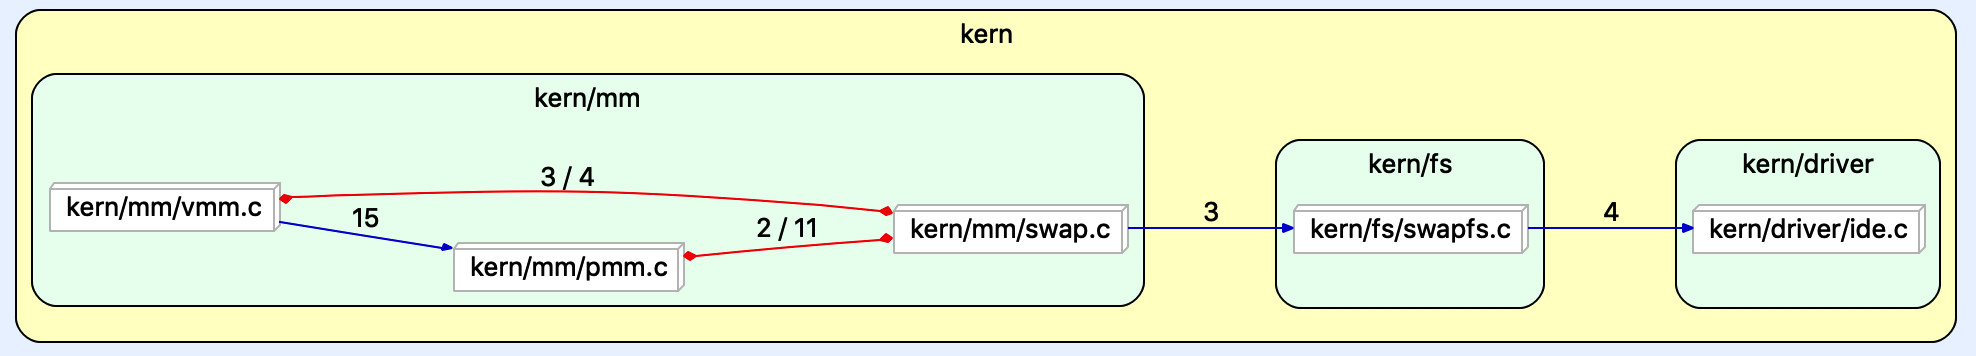 kern
kern/mm
kern/fs
kern/driver
3 / 4
kern/mm/vmm.c
15
2 / 11
kern/mm/swap.c
3
kern/fs/swapfs.c
4
kern/driver/ide.c
kern/mm/pmm.c